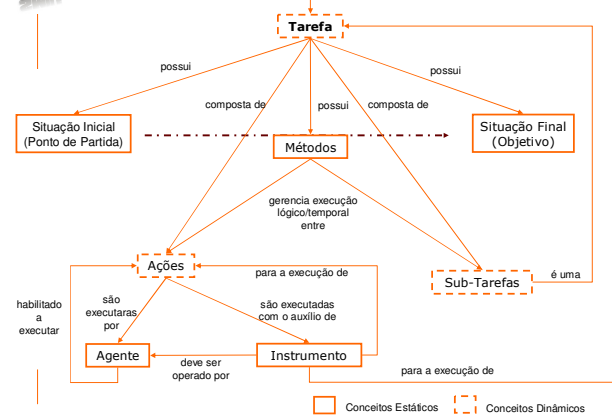 Tarefa
possui
possui
composta de
possui
composta de
Situação Inicial
(Ponto de Partida)
Situação Final
(Objetivo)
Métodos
gerencia execução
lógico/temporal
entre
Ações
para a execução de
Sub-Tarefas
é uma
habilitado
a
executar
são
executaras
por
são executadas
com o auxílio de
Agente
deve ser
operado por
Instrumento
para a execução de
Conceitos Estáticos
Conceitos Dinâmicos